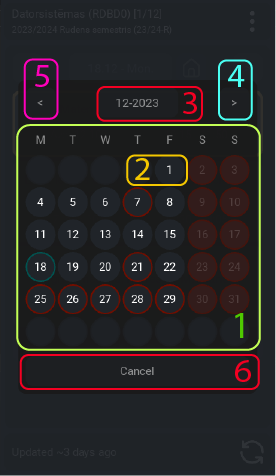 Datorsistēmas (RDBD0) [1/12]
2023/2024 Rudens semestris (23/24-R)
5 4
< 12-2023 3 >
M T W T F S S
2 1 2 3
4 5 6 7 8 9 10
11 12 13 14 15 16 17
18 19 20 21 22 23 24
25 26 27 28 29 30 31
1
Cancel 6
Updated ~3 days ago